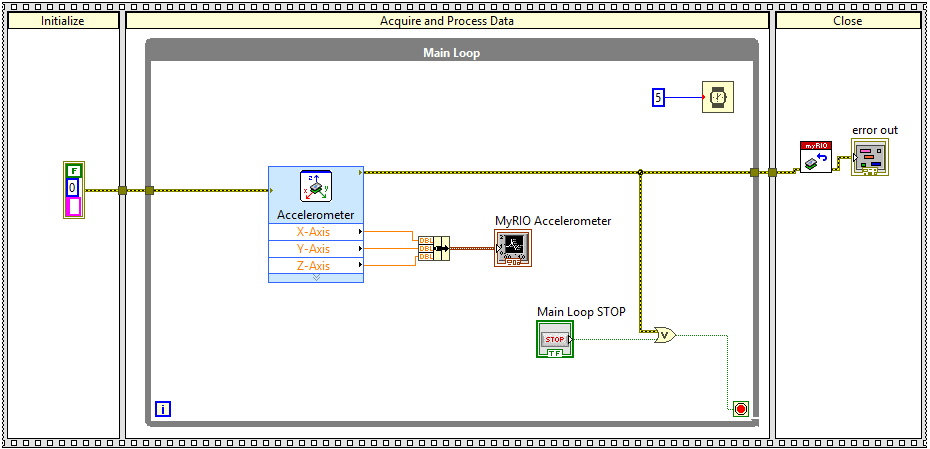 Initialize
Acquire and Process Data
Close
Main Loop
5
myRIO
error out
F
0
Accelerometer
X-Axis
Y-Axis
Z-Axis
DBL
DBL
DBL
MyRIO Accelerometer
Main Loop STOP
STOP
TF
V
i